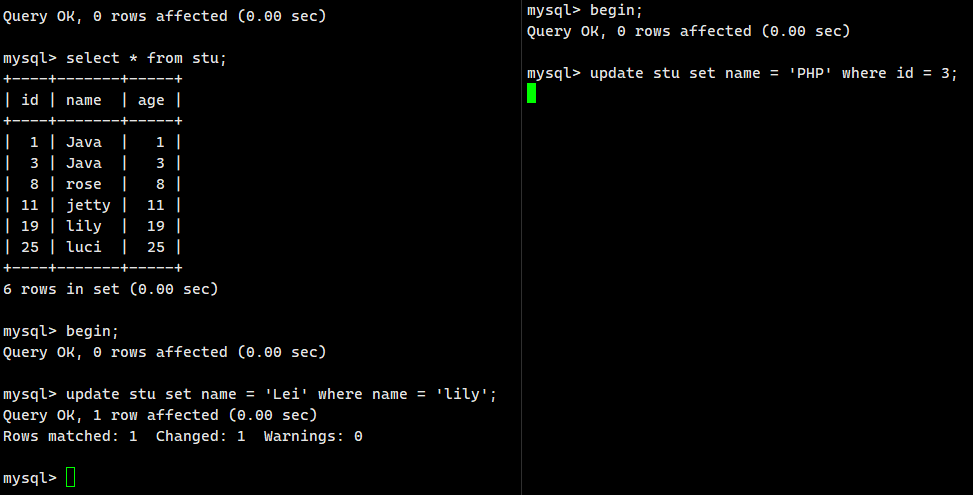 Query OK, 0 rows affected (0.00 sec)
mysql> select * from stu;
+----+-------+-----+
| id | name  | age |
+----+-------+-----+
|  1 | Java  |   1 |
|  3 | Java  |   3 |
|  8 | rose  |   8 |
| 11 | jetty |  11 |
| 19 | lily  |  19 |
| 25 | luci  |  25 |
+----+-------+-----+
6 rows in set (0.00 sec)
mysql> begin;
Query OK, 0 rows affected (0.00 sec)
mysql> update stu set name = 'Lei' where name = 'lily';
Query OK, 1 row affected (0.00 sec)
Rows matched: 1  Changed: 1  Warnings: 0
mysql>
mysql> begin;
Query OK, 0 rows affected (0.00 sec)
mysql> update stu set name = 'PHP' where id = 3;